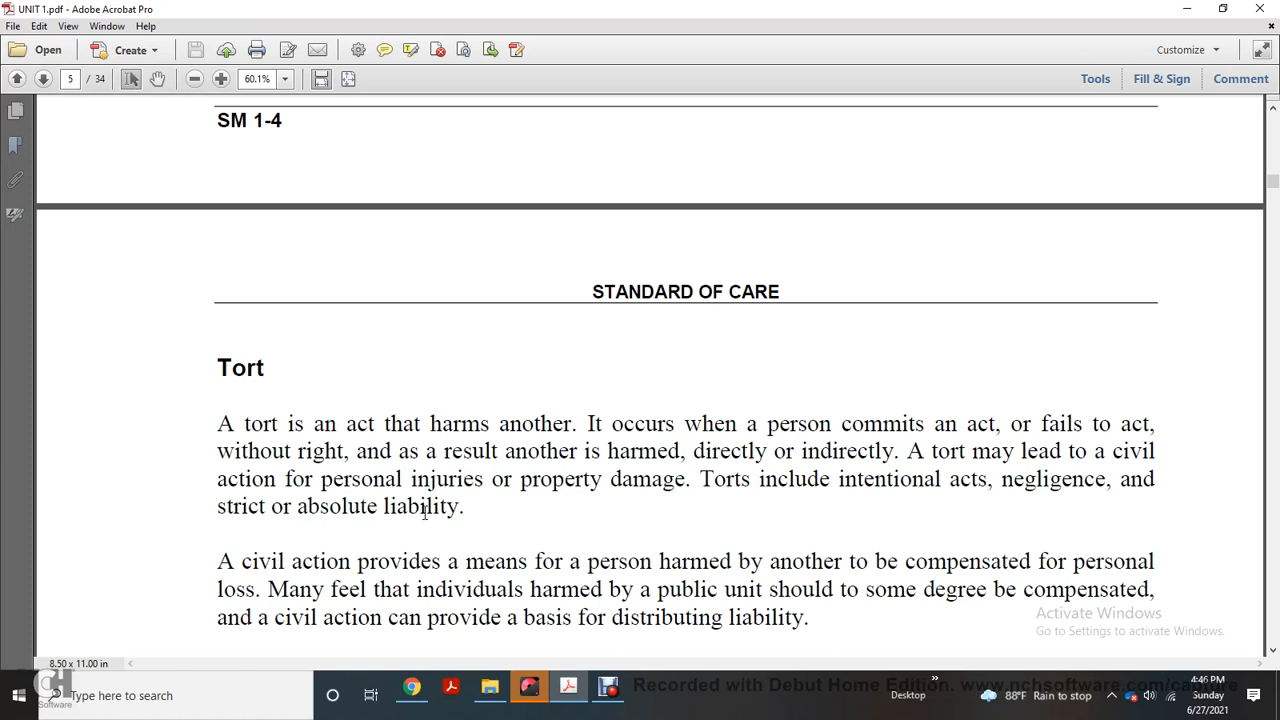 UNIT 1.pdf - Adobe Acrobat Pro
File Edit View Window Help
Open Create Customize
5 / 34 60.1% Tools Fill & Sign Comment
SM 1-4
STANDARD OF CARE
Tort
A tort is an act that harms another. It occurs when a person commits an act, or fails to act,
without right, and as a result another is harmed, directly or indirectly. A tort may lead to a civil
action for personal injuries or property damage. Torts include intentional acts, negligence, and
strict or absolute liability.
A civil action provides a means for a person harmed by another to be compensated for personal
loss. Many feel that individuals harmed by a public unit should to some degree be compensated,
and a civil action can provide a basis for distributing liability.
Activate Windows
Go to Settings to activate Windows.
8.50 x 11.00 in
Software
Type here to search
Recorded with Debut Home Edition. www.nchsoftware.com/capture
Desktop
88°F Rain to stop
4:46 PM
Sunday
6/27/2021